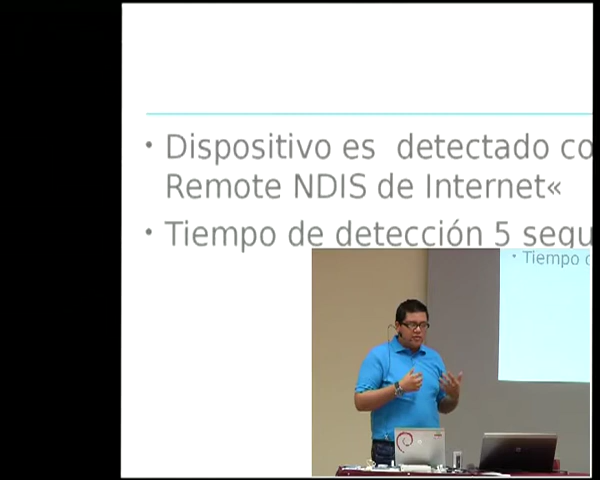 • Dispositivo es detectado co
Remote NDIS de Internet«
• Tiempo de detección 5 segu
• Tiempo d